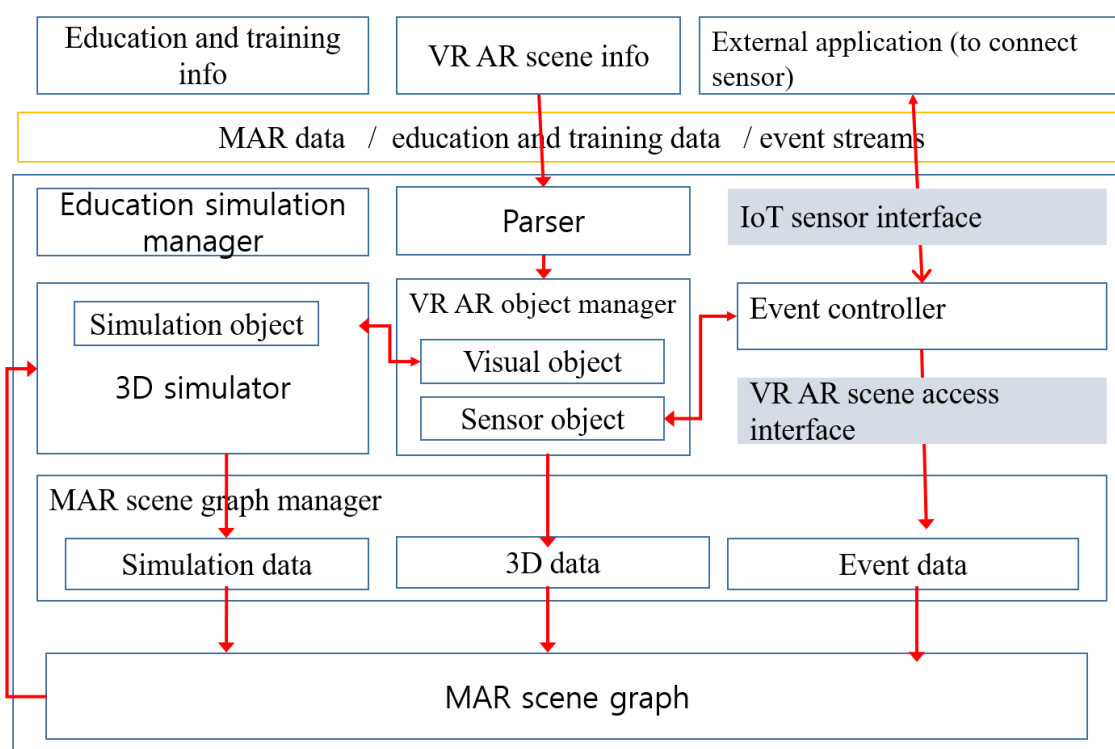 Education and training
info
VR AR scene info
External application (to connect
sensor)
MAR data / education and training data / event streams
Education simulation
manager
Parser
IoT sensor interface
Simulation object
3D simulator
VR AR object manager
Visual object
Sensor object
Event controller
VR AR scene access
interface
MAR scene graph manager
Simulation data
3D data
Event data
MAR scene graph